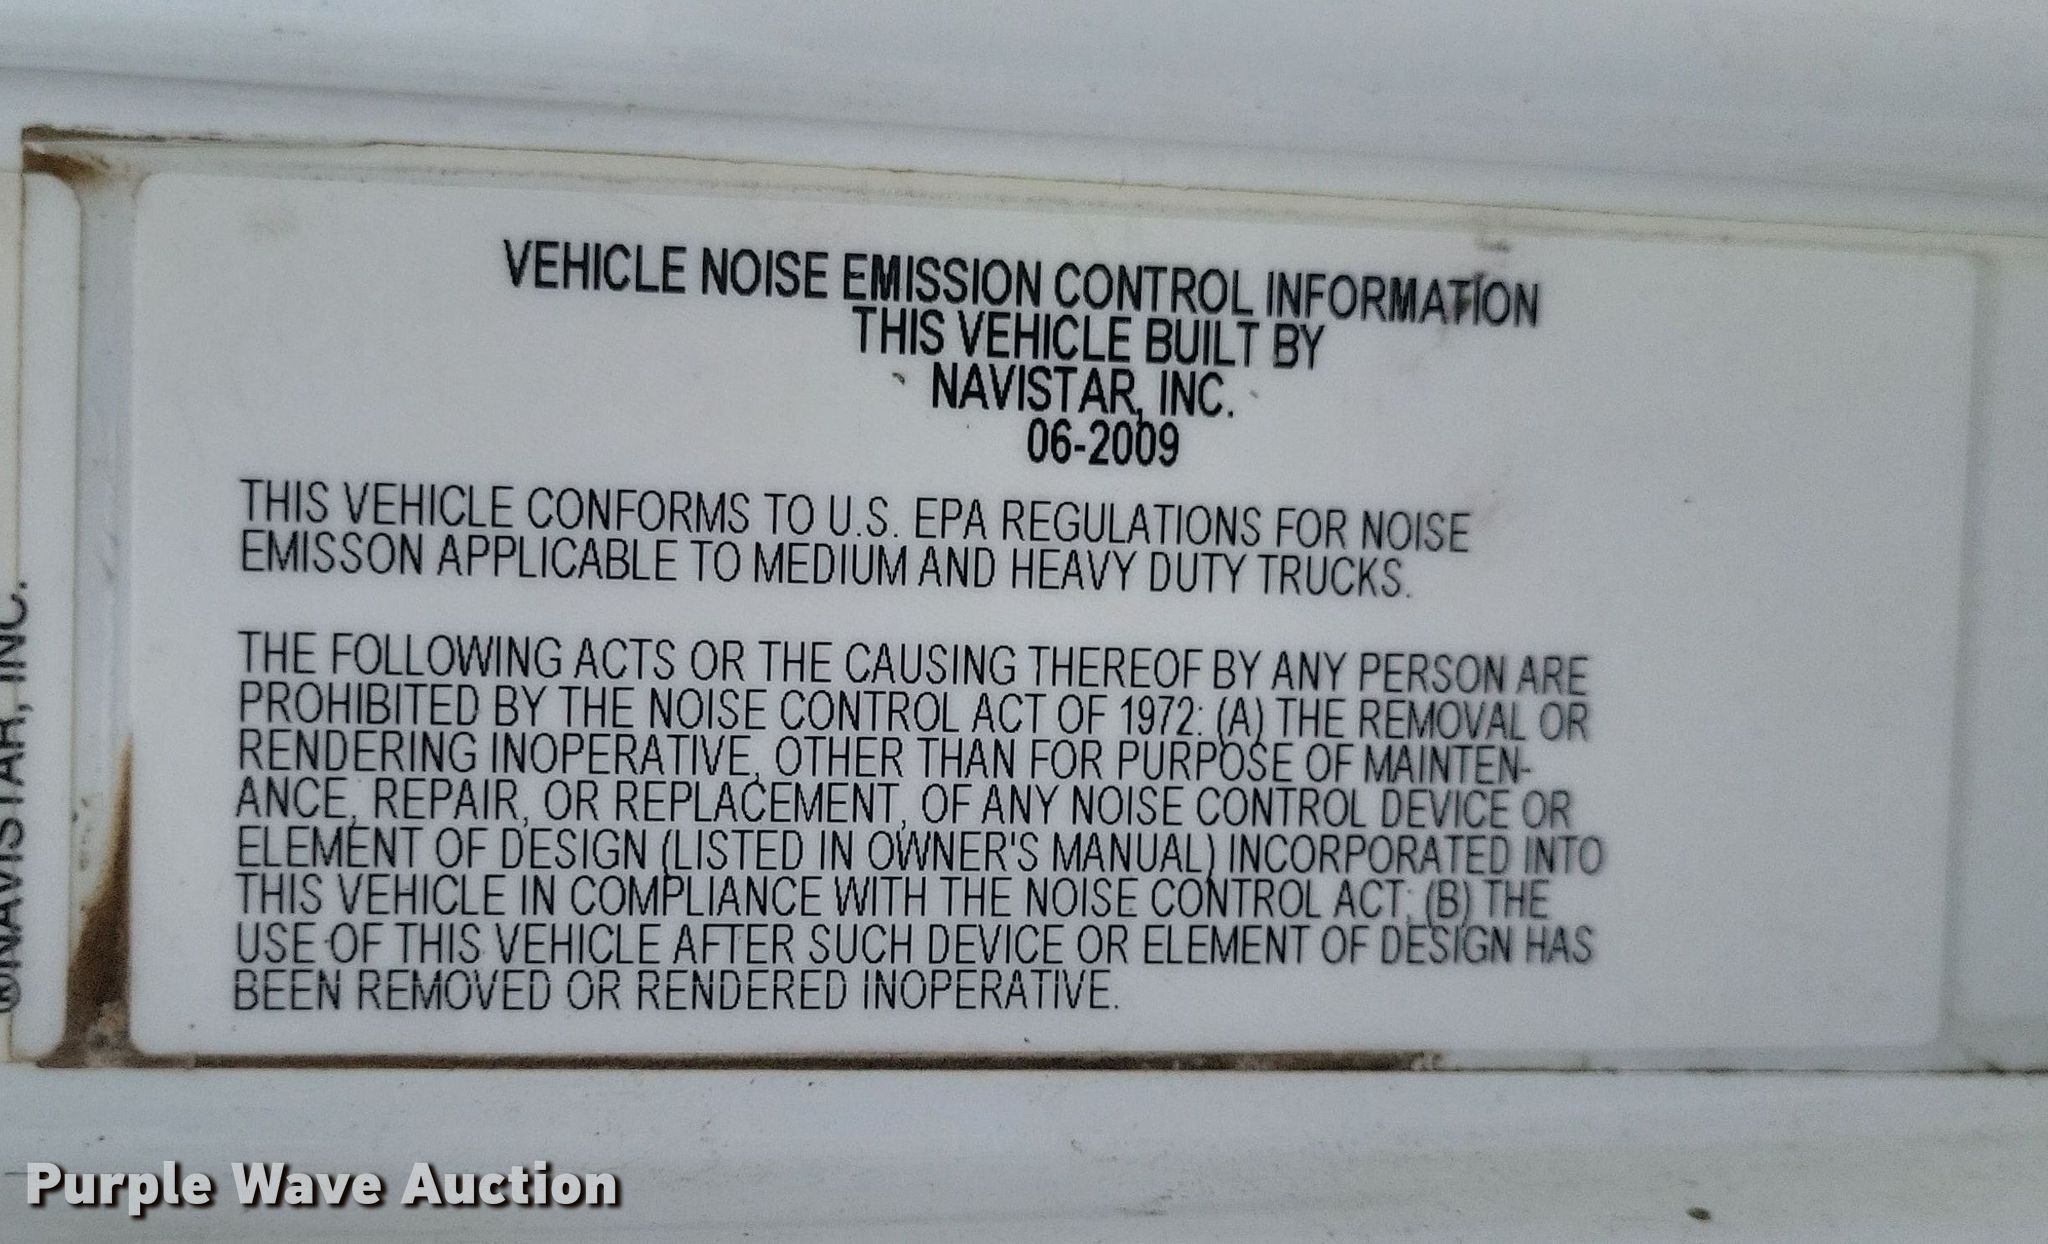 VEHICLE NOISE EMISSION CONTROL INFORMATION
THIS VEHICLE BUILT BY
NAVISTAR, INC.
06-2009
THIS VEHICLE CONFORMS TO U.S. EPA REGULATIONS FOR NOISE
EMISSON APPLICABLE TO MEDIUM AND HEAVY DUTY TRUCKS.
THE FOLLOWING ACTS OR THE CAUSING THEREOF BY ANY PERSON ARE
PROHIBITED BY THE NOISE CONTROL ACT OF 1972: (A) THE REMOVAL OR
RENDERING INOPERATIVE, OTHER THAN FOR PURPOSE OF MAINTEN-
ANCE, REPAIR, OR REPLACEMENT, OF ANY NOISE CONTROL DEVICE OR
ELEMENT OF DESIGN (LISTED IN OWNER'S MANUAL) INCORPORATED INTO
THIS VEHICLE IN COMPLIANCE WITH THE NOISE CONTROL ACT; (B) THE
USE OF THIS VEHICLE AFTER SUCH DEVICE OR ELEMENT OF DESIGN HAS
BEEN REMOVED OR RENDERED INOPERATIVE.
®NAVISTAR, INC.
Purple Wave Auction